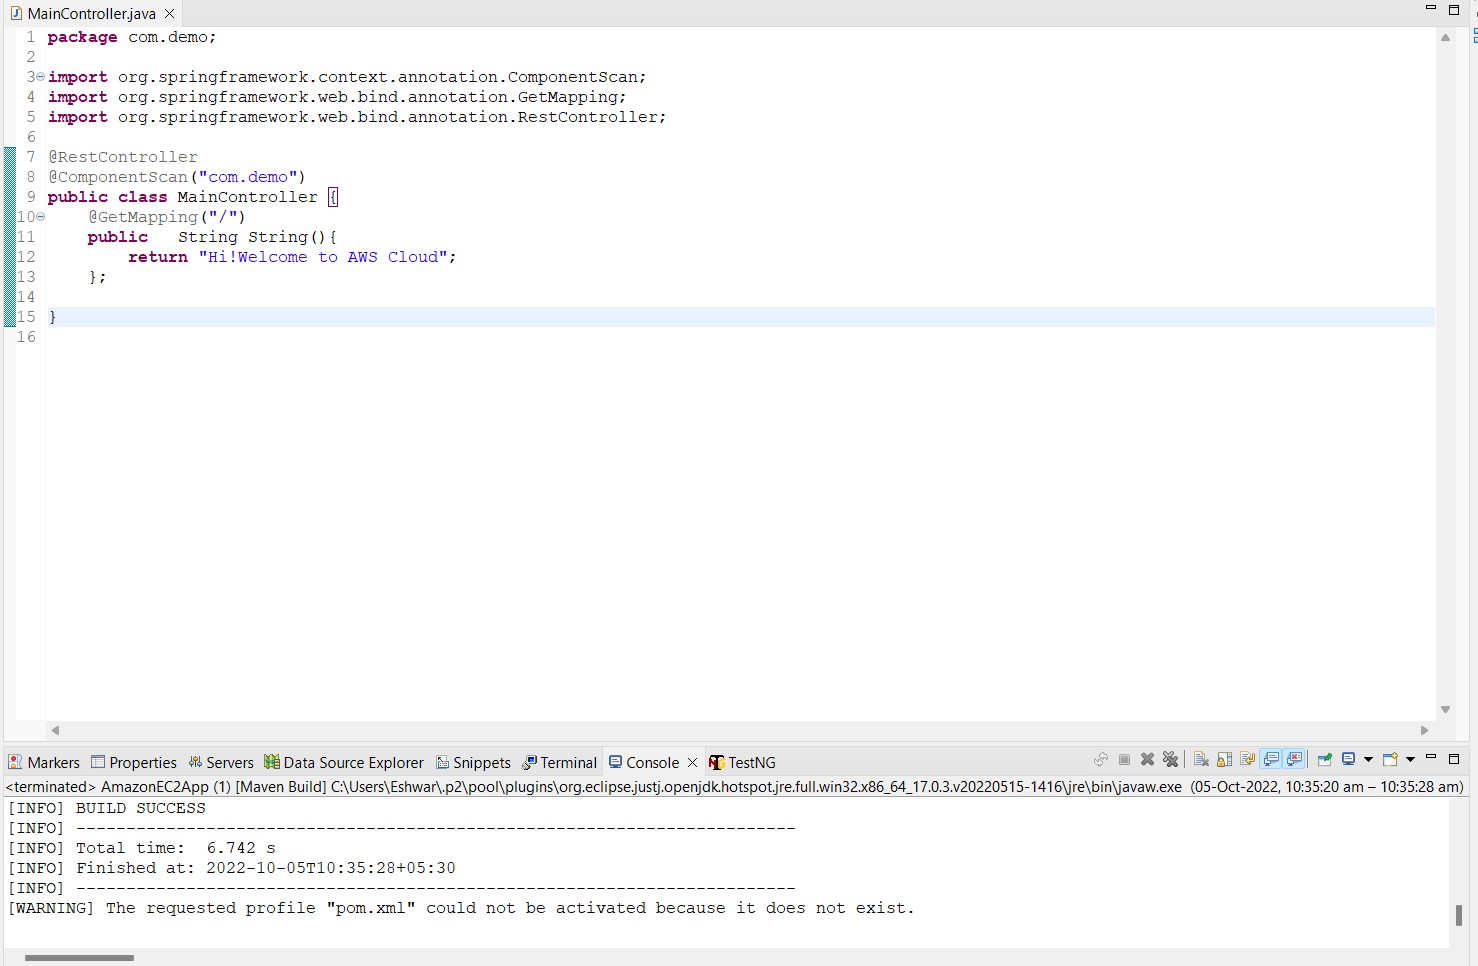 MainController.java
1 package com.demo;
2
3 import org.springframework.context.annotation.ComponentScan;
4 import org.springframework.web.bind.annotation.GetMapping;
5 import org.springframework.web.bind.annotation.RestController;
6
7 @RestController
8 @ComponentScan("com.demo")
9 public class MainController {
10 @GetMapping("/")
11 public   String String(){
12 return "Hi!Welcome to AWS Cloud";
13 };
14
15 }
16
Markers Properties Servers Data Source Explorer Snippets Terminal Console TestNG
<terminated> AmazonEC2App (1) [Maven Build] C:\Users\Eshwar\.p2\pool\plugins\org.eclipse.justj.openjdk.hotspot.jre.full.win32.x86_64_17.0.3.v20220515-1416\jre\bin\javaw.exe (05-Oct-2022, 10:35:20 am – 10:35:28 am)
[INFO] BUILD SUCCESS
[INFO] ------------------------------------------------------------------------
[INFO] Total time:  6.742 s
[INFO] Finished at: 2022-10-05T10:35:28+05:30
[INFO] ------------------------------------------------------------------------
[WARNING] The requested profile "pom.xml" could not be activated because it does not exist.